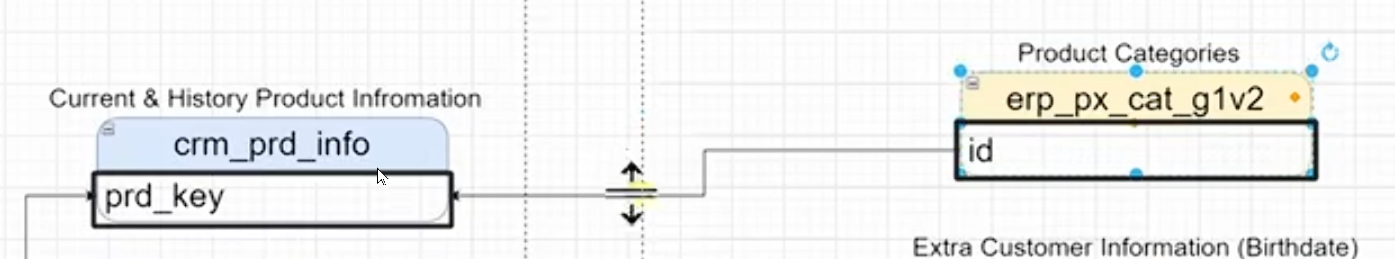 Product Categories
erp_px_cat_g1v2
id
Current & History Product Infromation
crm_prd_info
prd_key
Extra Customer Information (Birthdate)